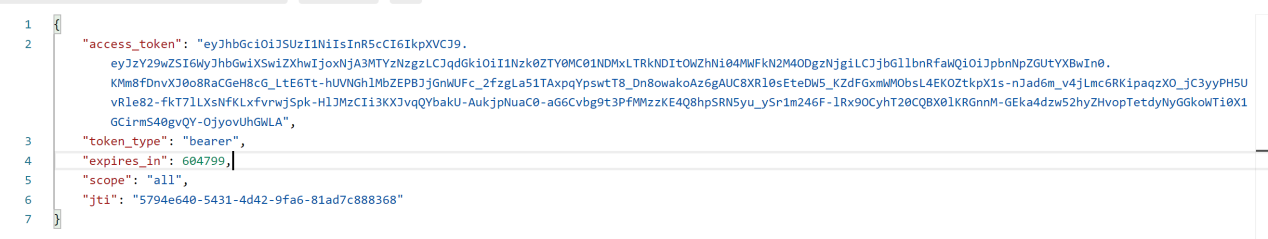 1 {
2 "access_token": "eyJhbGciOiJSUzI1NiIsInR5cCI6IkpXVCJ9.
eyJzY29wZSI6WyJhbGwiXSwiZXhwIjoxNjA3MTYzNzgzLCJqdGkiOiI1Nzk0ZTY0MC01NDMxLTRkNDItOWZhNi04MWFkN2M4ODgzNjgiLCJjbGllbnRfaWQiOiJpbnNpZGUtYXBwIn0.
KMm8fDnvXJ0o8RaCGeH8cG_LtE6Tt-hUVNGhlMbZEPBJjGnWUFc_2fzgLa51TAxpqYpswtT8_Dn8owakoAz6gAUC8XRl0sEteDW5_KZdFGxmWMObsL4EKOZtkpX1s-nJad6m_v4jLmc6RKipaqzXO_jC3yyPH5U
vRle82-fkT7lLXsNfKLxfvrwjSpk-HlJMzCIi3KXJvqQYbakU-AukjpNuaC0-aG6Cvbg9t3PfMMzzKE4Q8hpSRN5yu_ySr1m246F-lRx9OCyhT20CQBX0lKRGnnM-GEka4dzw52hyZHvopTetdyNyGGkoWTi0X1
GCirmS40gvQY-OjyovUhGWLA",
3 "token_type": "bearer",
4 "expires_in": 604799,
5 "scope": "all",
6 "jti": "5794e640-5431-4d42-9fa6-81ad7c888368"
7 }